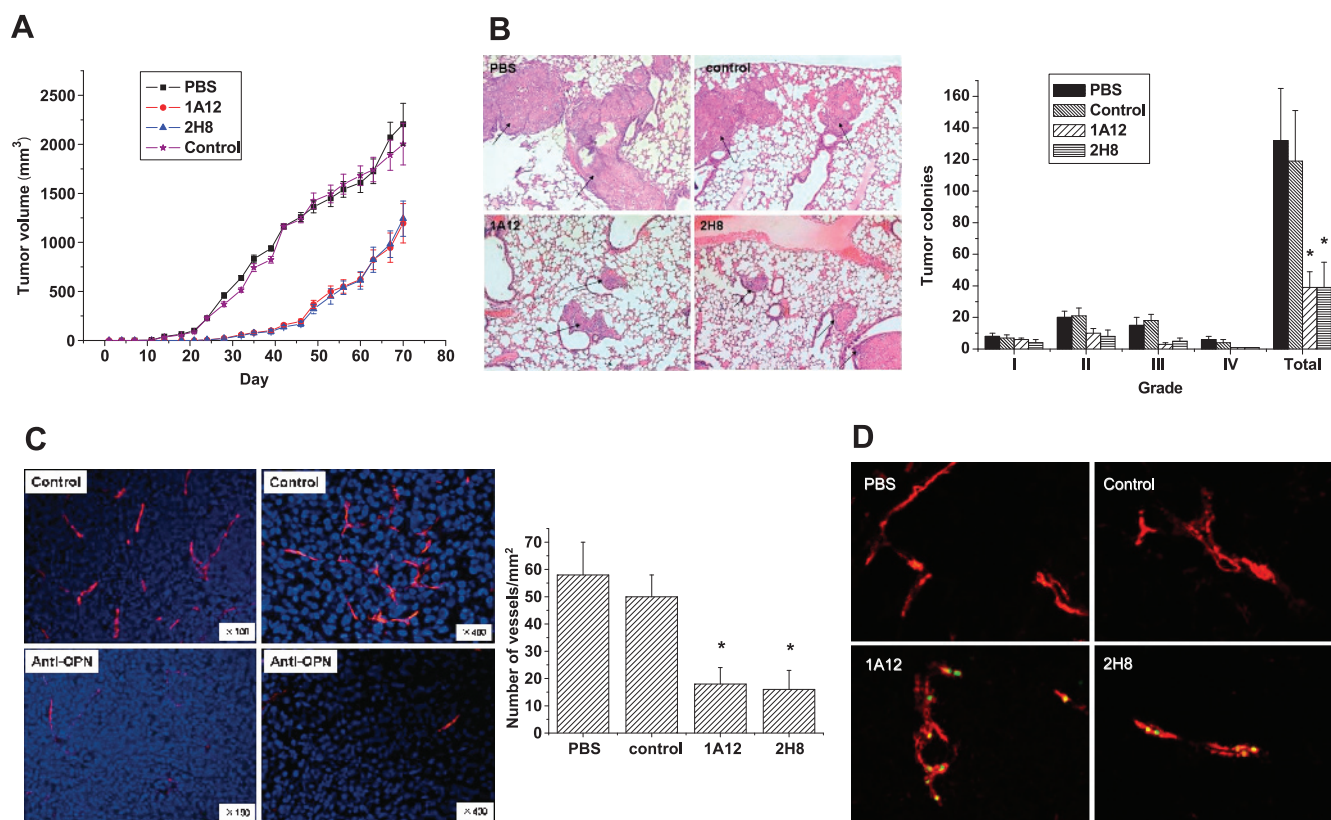 A
PBS
1A12
2H8
Control
Tumor volume (mm³)
2500
2000
1500
1000
500
0
0 10 20 30 40 50 60 70 80
Day
B
PBS
control
1A12
2H8
PBS
Control
1A12
2H8
Tumor colonies
160
140
120
100
80
60
40
20
0
* *
I II III IV Total
Grade
C
Control
×100
Control
×400
Anti-OPN
Anti-OPN
×400
Number of vessels/mm²
70
60
50
40
30
20
10
0
* *
PBS control 1A12 2H8
D
PBS
Control
1A12
2H8